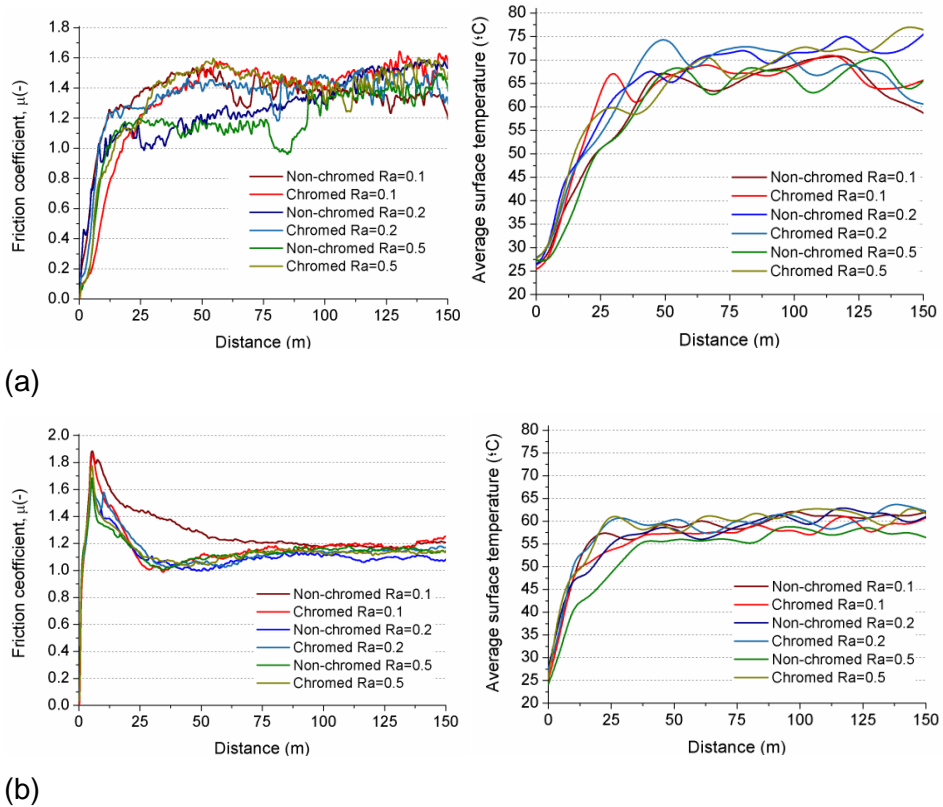 1.8
1.6
1.4
1.2
1.0
0.8
0.6
0.4
0.2
0.0
Friction coefficient, μ(-)
Non-chromed Ra=0.1
Chromed Ra=0.1
Non-chromed Ra=0.2
Chromed Ra=0.2
Non-chromed Ra=0.5
Chromed Ra=0.5
0 25 50 75 100 125 150
Distance (m)
80
75
70
65
60
55
50
45
40
35
30
25
20
Average surface temperature (°C)
Non-chromed Ra=0.1
Chromed Ra=0.1
Non-chromed Ra=0.2
Chromed Ra=0.2
Non-chromed Ra=0.5
Chromed Ra=0.5
0 25 50 75 100 125 150
Distance (m)
(a)
2.0
1.8
1.6
1.4
1.2
1.0
0.8
0.6
0.4
0.2
0.0
Friction ceofficient, μ(-)
Non-chromed Ra=0.1
Chromed Ra=0.1
Non-chromed Ra=0.2
Chromed Ra=0.2
Non-chromed Ra=0.5
Chromed Ra=0.5
0 25 50 75 100 125 150
Distance (m)
80
75
70
65
60
55
50
45
40
35
30
25
20
Average surface temperature (°C)
Non-chromed Ra=0.1
Chromed Ra=0.1
Non-chromed Ra=0.2
Chromed Ra=0.2
Non-chromed Ra=0.5
Chromed Ra=0.5
0 25 50 75 100 125 150
Distance (m)
(b)